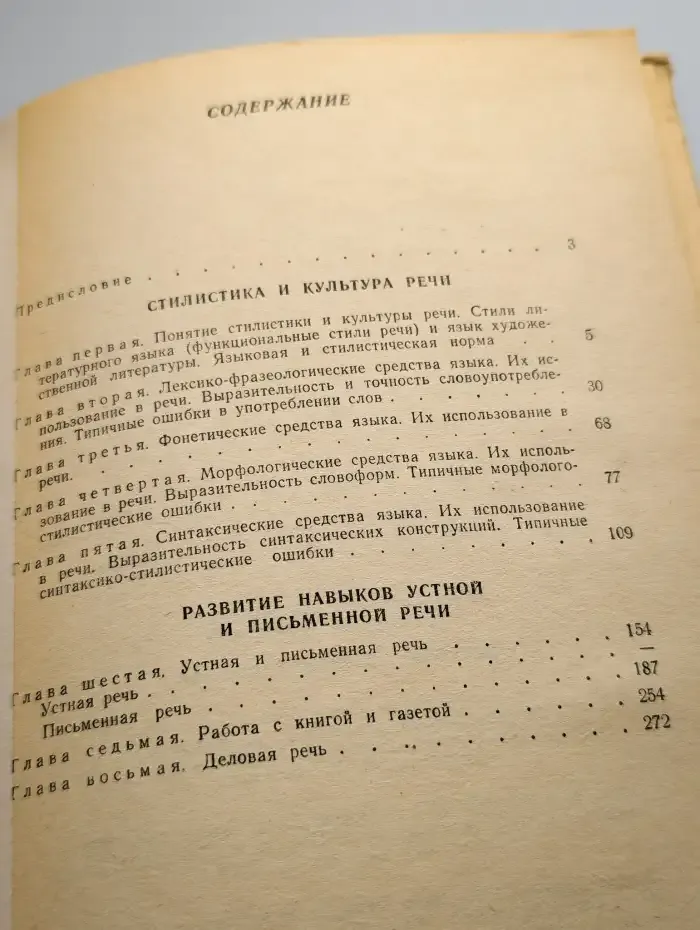 СОДЕРЖАНИЕ
Предисловие . . . . . . . . . . . . . . 3
СТИЛИСТИКА И КУЛЬТУРА РЕЧИ
Глава первая. Понятие стилистики и культуры речи. Стили ли-
тературного языка (функциональные стили речи) и язык художе-
ственной литературы. Языковая и стилистическая норма . . 5
Глава вторая. Лексико-фразеологические средства языка. Их ис-
пользование в речи. Выразительность и точность словоупотребле-
ния. Типичные ошибки в употреблении слов . . . . . . 30
Глава третья. Фонетические средства языка. Их использование в
речи. . . . . . . . . . . . . . . . 68
Глава четвертая. Морфологические средства языка. Их исполь-
зование в речи. Выразительность словоформ. Типичные морфолого-
стилистические ошибки . . . . . . . . . . . 77
Глава пятая. Синтаксические средства языка. Их использование
в речи. Выразительность синтаксических конструкций. Типичные
синтаксико-стилистические ошибки . . . . . . . . 109
РАЗВИТИЕ НАВЫКОВ УСТНОЙ
И ПИСЬМЕННОЙ РЕЧИ
Глава шестая. Устная и письменная речь . . . . . . 154
Устная речь . . . . . . . . . . . . . —
Письменная речь . . . . . . . . . . . 187
Глава седьмая. Работа с книгой и газетой . . . . . 254
Глава восьмая. Деловая речь . . . . . . . . . 272